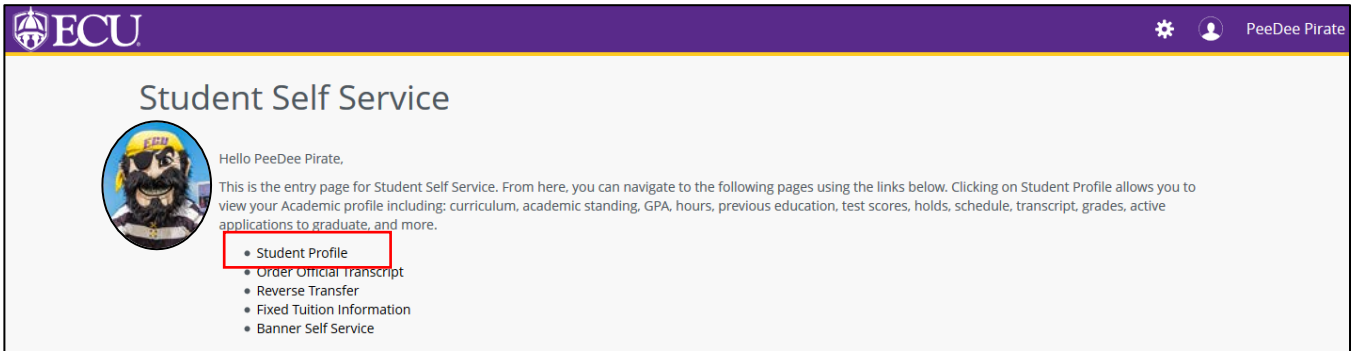 ECU
PeeDee Pirate
Student Self Service
ECU
Hello PeeDee Pirate,
This is the entry page for Student Self Service. From here, you can navigate to the following pages using the links below. Clicking on Student Profile allows you to
view your Academic profile including: curriculum, academic standing, GPA, hours, previous education, test scores, holds, schedule, transcript, grades, active
applications to graduate, and more.
Student Profile
Order Official Transcript
Reverse Transfer
Fixed Tuition Information
Banner Self Service